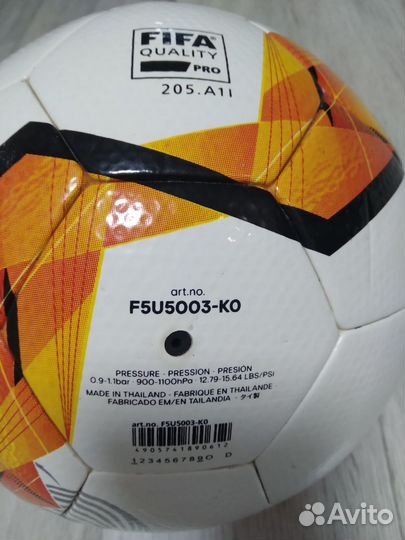 FIFA
QUALITY
PRO
205.A11
art.no.
F5U5003-K0
PRESSURE · PRESSION · PRESIÓN
0.9-1.1bar · 900-1100hPa · 12.79-15.64 LBS/PSI
MADE IN THAILAND · FABRIQUE EN THAILANDE ·
FABRICADO EM/EN TAILANDIA · タイ製
art.no. F5U5003-K0
4905741890612
1234567890 D
Avito